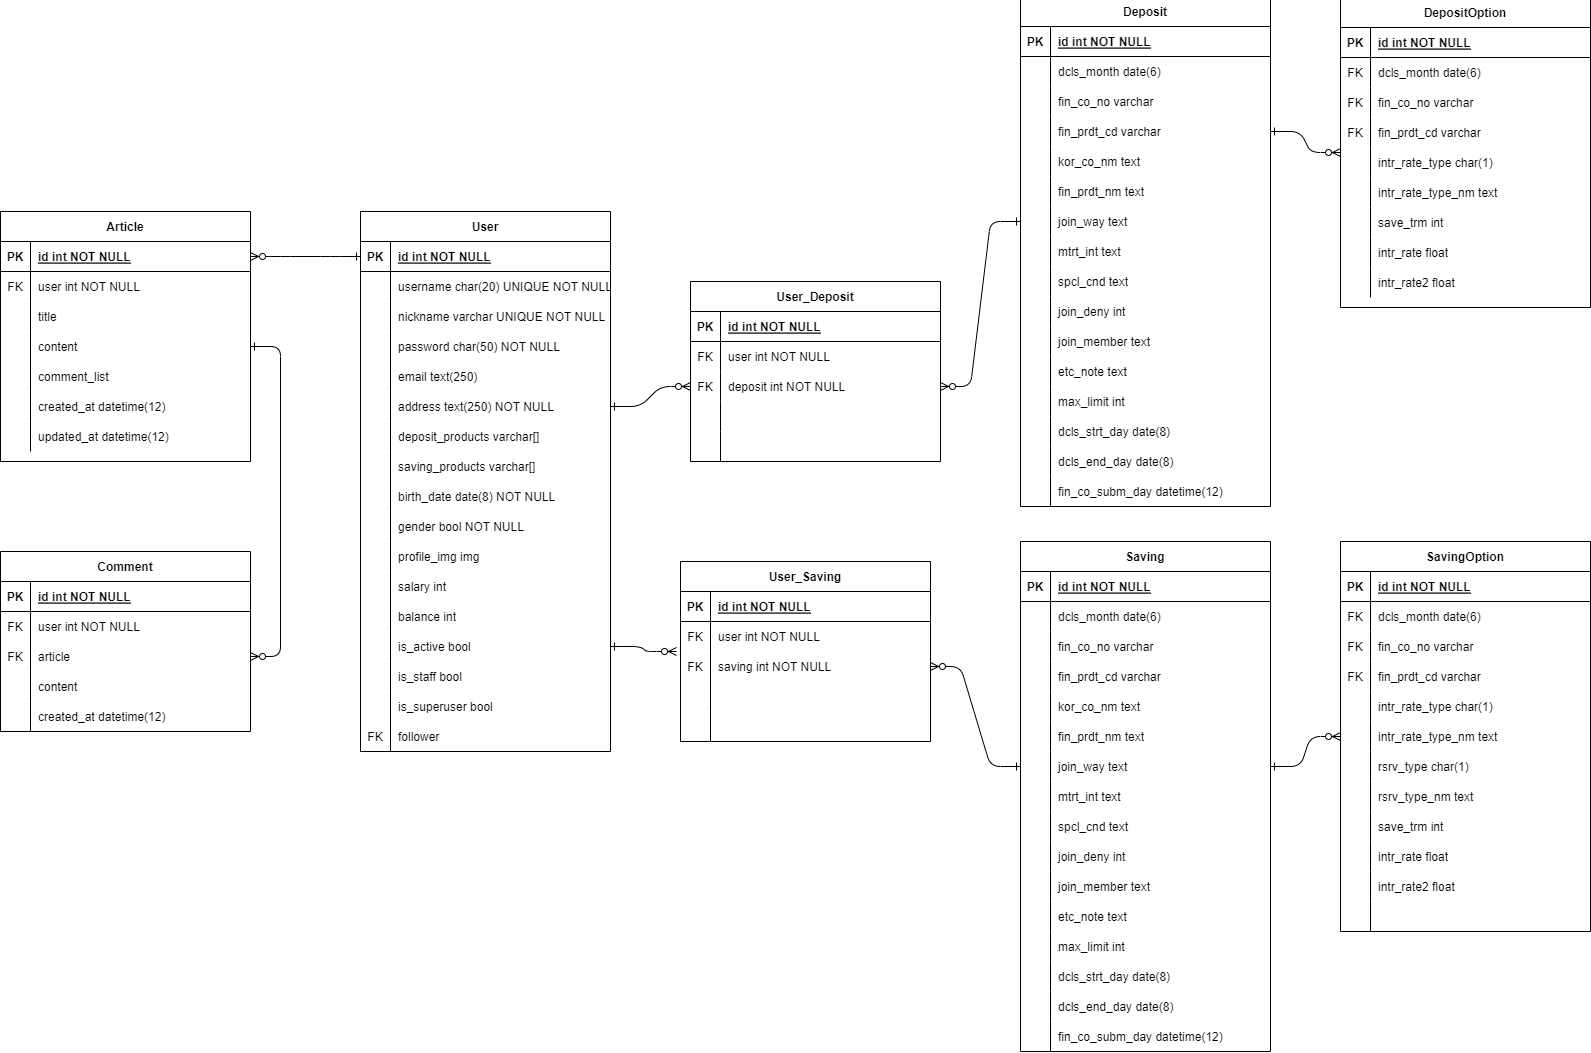 Article
PK id int NOT NULL
FK user int NOT NULL
title
content
comment_list
created_at datetime(12)
updated_at datetime(12)
Comment
PK id int NOT NULL
FK user int NOT NULL
FK article
content
created_at datetime(12)
User
PK id int NOT NULL
username char(20) UNIQUE NOT NULL
nickname varchar UNIQUE NOT NULL
password char(50) NOT NULL
email text(250)
address text(250) NOT NULL
deposit_products varchar[]
saving_products varchar[]
birth_date date(8) NOT NULL
gender bool NOT NULL
profile_img img
salary int
balance int
is_active bool
is_staff bool
is_superuser bool
FK follower
User_Deposit
PK id int NOT NULL
FK user int NOT NULL
FK deposit int NOT NULL
User_Saving
PK id int NOT NULL
FK user int NOT NULL
FK saving int NOT NULL
Deposit
PK id int NOT NULL
dcls_month date(6)
fin_co_no varchar
fin_prdt_cd varchar
kor_co_nm text
fin_prdt_nm text
join_way text
mtrt_int text
spcl_cnd text
join_deny int
join_member text
etc_note text
max_limit int
dcls_strt_day date(8)
dcls_end_day date(8)
fin_co_subm_day datetime(12)
DepositOption
PK id int NOT NULL
FK dcls_month date(6)
FK fin_co_no varchar
FK fin_prdt_cd varchar
intr_rate_type char(1)
intr_rate_type_nm text
save_trm int
intr_rate float
intr_rate2 float
Saving
PK id int NOT NULL
dcls_month date(6)
fin_co_no varchar
fin_prdt_cd varchar
kor_co_nm text
fin_prdt_nm text
join_way text
mtrt_int text
spcl_cnd text
join_deny int
join_member text
etc_note text
max_limit int
dcls_strt_day date(8)
dcls_end_day date(8)
fin_co_subm_day datetime(12)
SavingOption
PK id int NOT NULL
FK dcls_month date(6)
FK fin_co_no varchar
FK fin_prdt_cd varchar
intr_rate_type char(1)
intr_rate_type_nm text
rsrv_type char(1)
rsrv_type_nm text
save_trm int
intr_rate float
intr_rate2 float